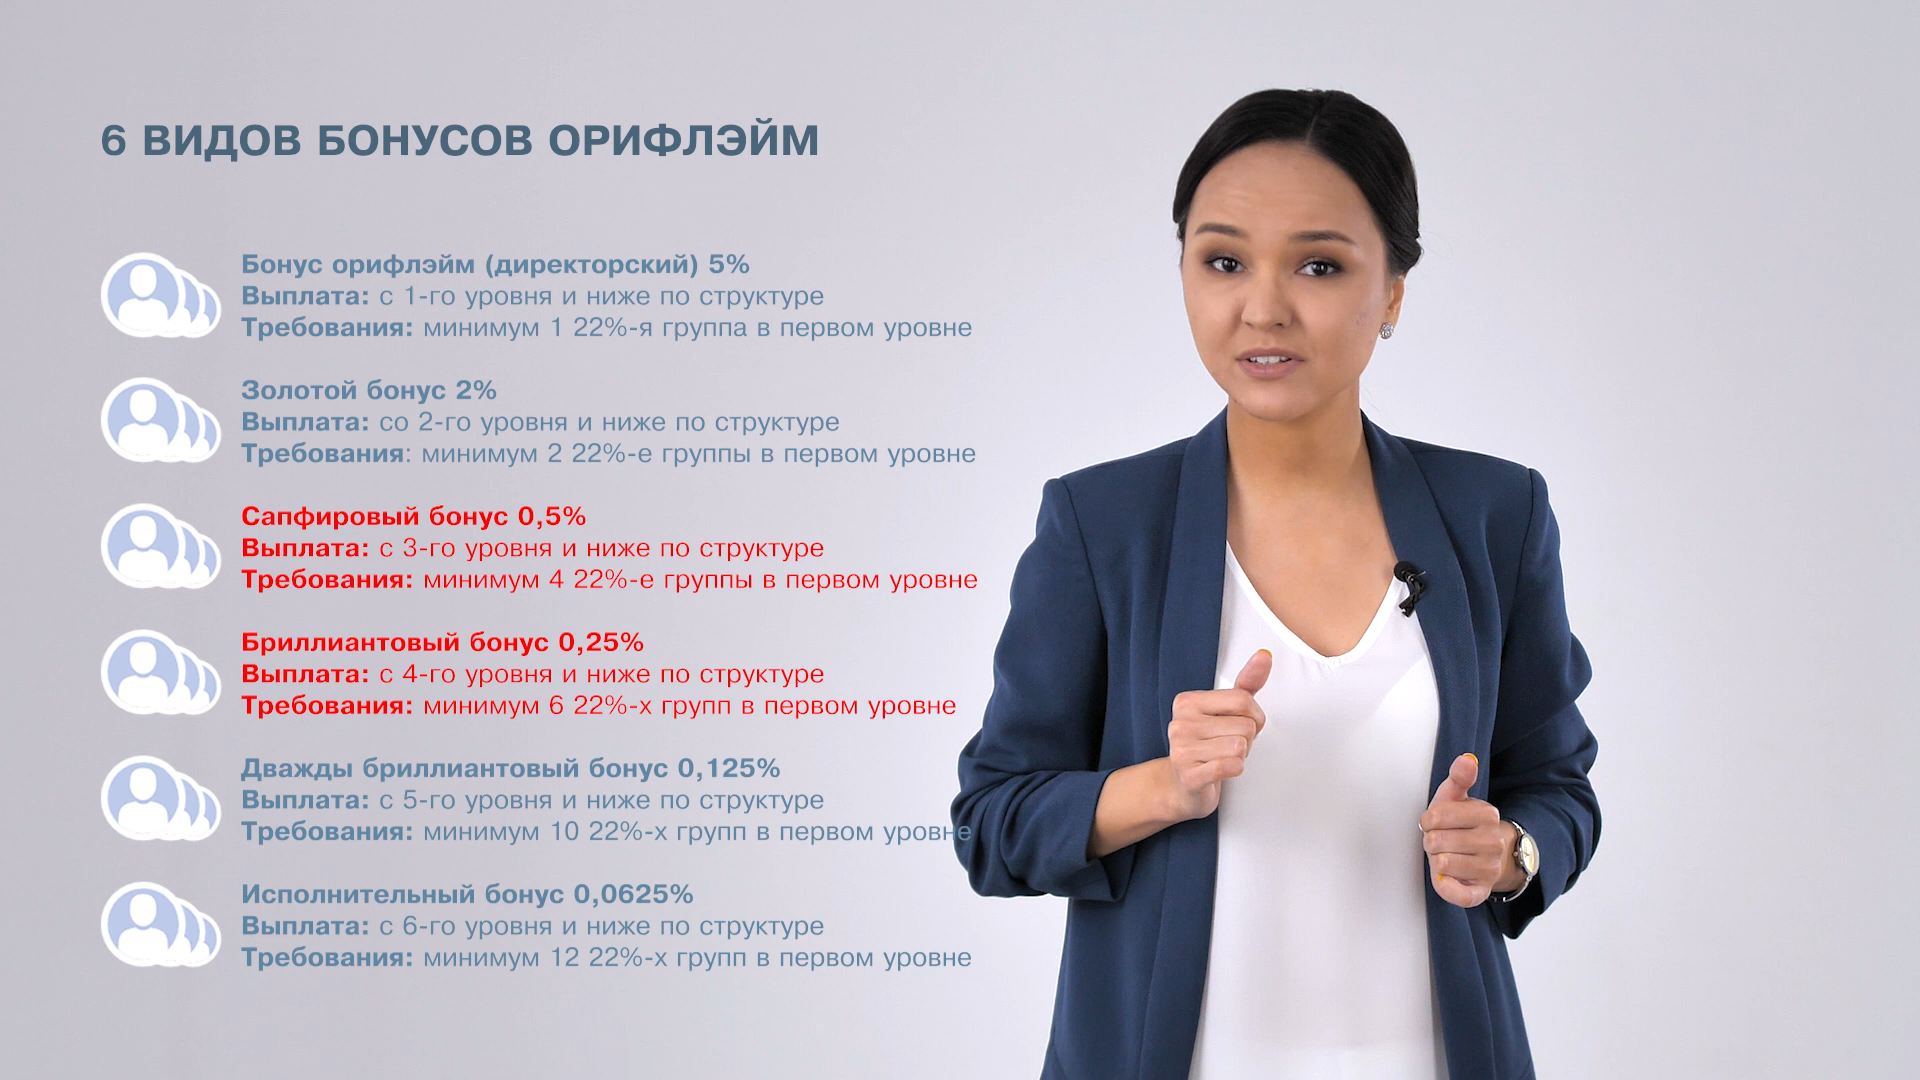 6 ВИДОВ БОНУСОВ ОРИФЛЭЙМ
Бонус орифлэйм (директорский) 5%
Выплата: с 1-го уровня и ниже по структуре
Требования: минимум 1 22%-я группа в первом уровне
Золотой бонус 2%
Выплата: со 2-го уровня и ниже по структуре
Требования: минимум 2 22%-е группы в первом уровне
Сапфировый бонус 0,5%
Выплата: с 3-го уровня и ниже по структуре
Требования: минимум 4 22%-е группы в первом уровне
Бриллиантовый бонус 0,25%
Выплата: с 4-го уровня и ниже по структуре
Требования: минимум 6 22%-х групп в первом уровне
Дважды бриллиантовый бонус 0,125%
Выплата: с 5-го уровня и ниже по структуре
Требования: минимум 10 22%-х групп в первом уровне
Исполнительный бонус 0,0625%
Выплата: с 6-го уровня и ниже по структуре
Требования: минимум 12 22%-х групп в первом уровне